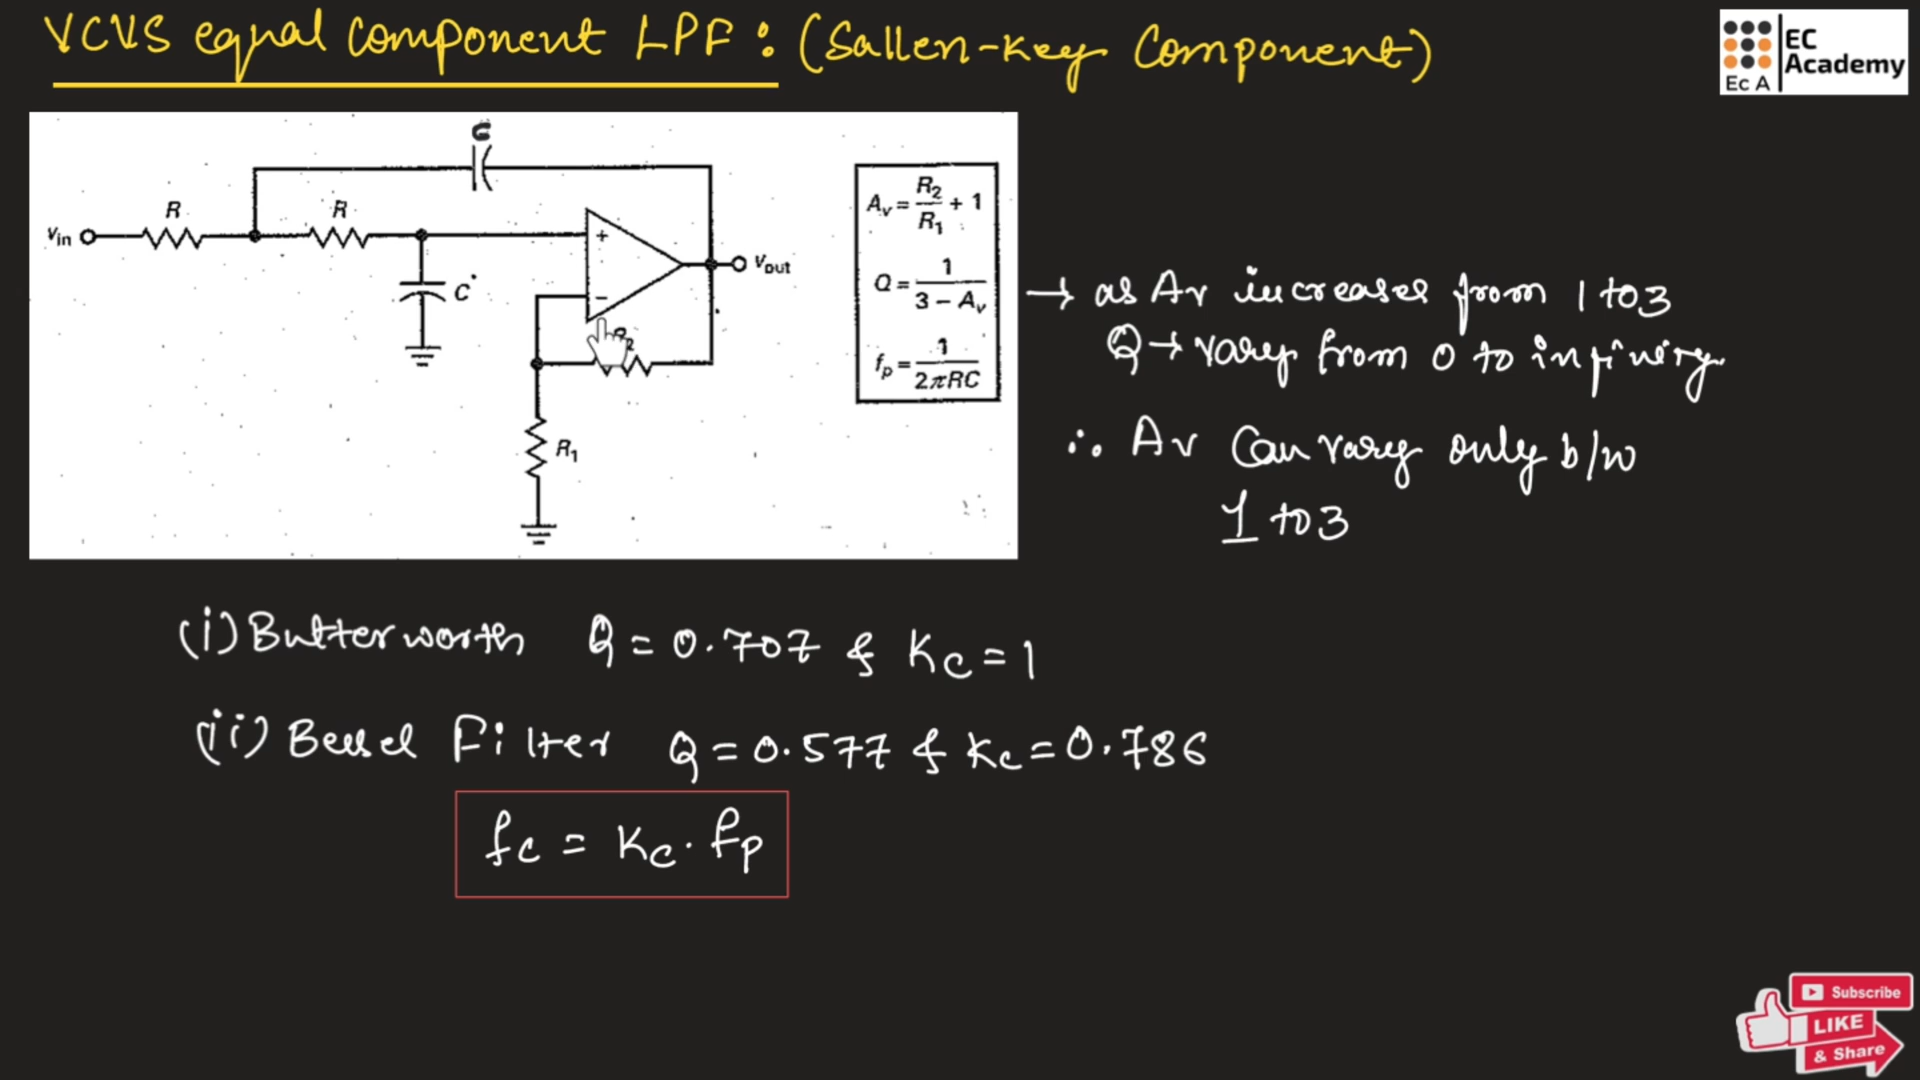 VCVS equal component LPF : (Sallen-Key Component)
EC Academy
Ec A
C
R
R
Vin
+
Vout
C
−
R2
R1
Av = R2/R1 + 1
Q = 1/(3 − Av)
fp = 1/(2πRC)
→ as Av increases from 1 to 3
Q → vary from 0 to infinity
∴ Av Can vary only b/w
1 to 3
(i) Butterworth Q = 0.707 & Kc = 1
(ii) Bessel Filter Q = 0.577 & Kc = 0.786
fc = Kc . fp
Subscribe
LIKE
& Share